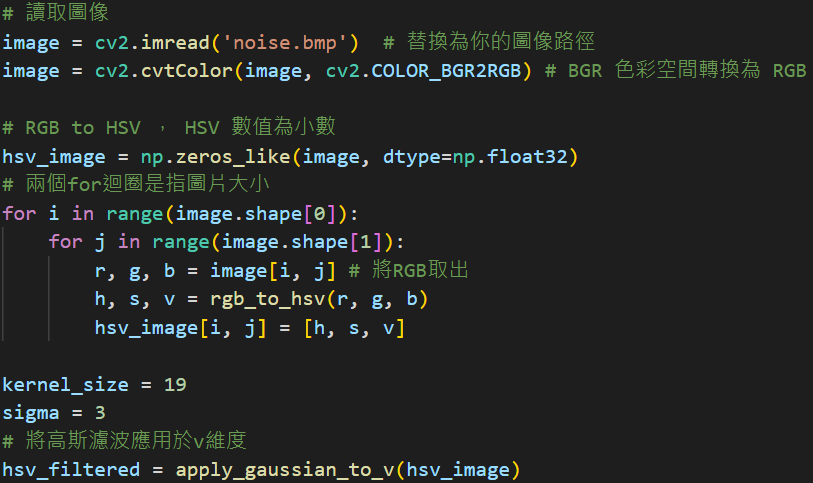 # 讀取圖像
image = cv2.imread('noise.bmp')  # 替換為你的圖像路徑
image = cv2.cvtColor(image, cv2.COLOR_BGR2RGB) # BGR 色彩空間轉換為 RGB

# RGB to HSV , HSV 數值為小數
hsv_image = np.zeros_like(image, dtype=np.float32)
# 兩個for迴圈是指圖片大小
for i in range(image.shape[0]):
    for j in range(image.shape[1]):
        r, g, b = image[i, j] # 將RGB取出
        h, s, v = rgb_to_hsv(r, g, b)
        hsv_image[i, j] = [h, s, v]

kernel_size = 19
sigma = 3
# 將高斯濾波應用於v維度
hsv_filtered = apply_gaussian_to_v(hsv_image)